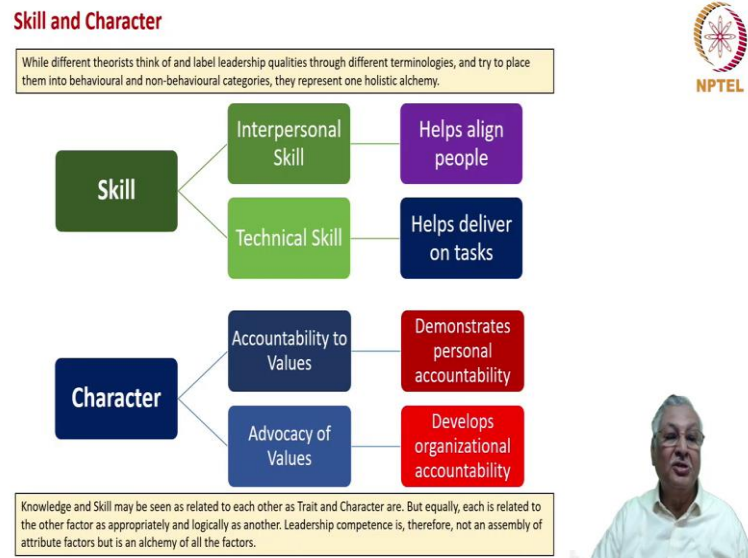 Skill and Character
NPTEL
While different theorists think of and label leadership qualities through different terminologies, and try to place
them into behavioural and non-behavioural categories, they represent one holistic alchemy.
Skill
Interpersonal
Skill
Helps align
people
Technical Skill
Helps deliver
on tasks
Character
Accountability to
Values
Demonstrates
personal
accountability
Advocacy of
Values
Develops
organizational
accountability
Knowledge and Skill may be seen as related to each other as Trait and Character are. But equally, each is related to
the other factor as appropriately and logically as another. Leadership competence is, therefore, not an assembly of
attribute factors but is an alchemy of all the factors.